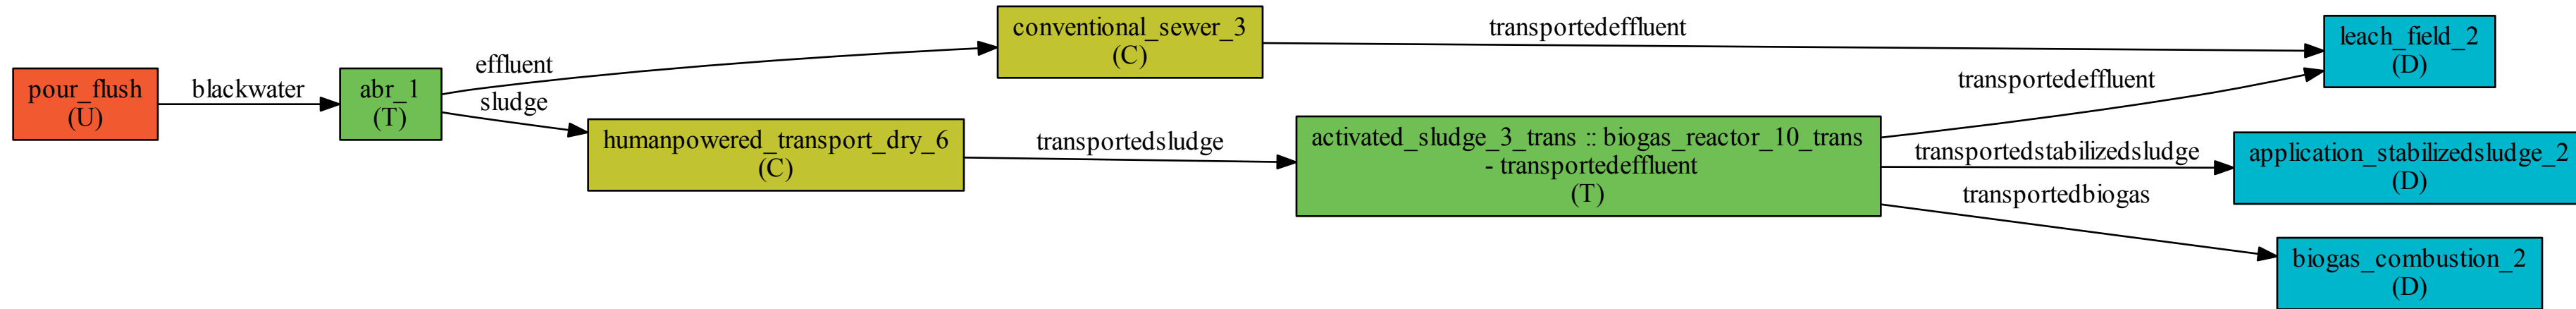 pour_flush
(U)
blackwater
abr_1
(T)
effluent
sludge
conventional_sewer_3
(C)
humanpowered_transport_dry_6
(C)
transportedeffluent
transportedsludge
activated_sludge_3_trans :: biogas_reactor_10_trans
- transportedeffluent
(T)
transportedeffluent
transportedstabilizedsludge
transportedbiogas
leach_field_2
(D)
application_stabilizedsludge_2
(D)
biogas_combustion_2
(D)